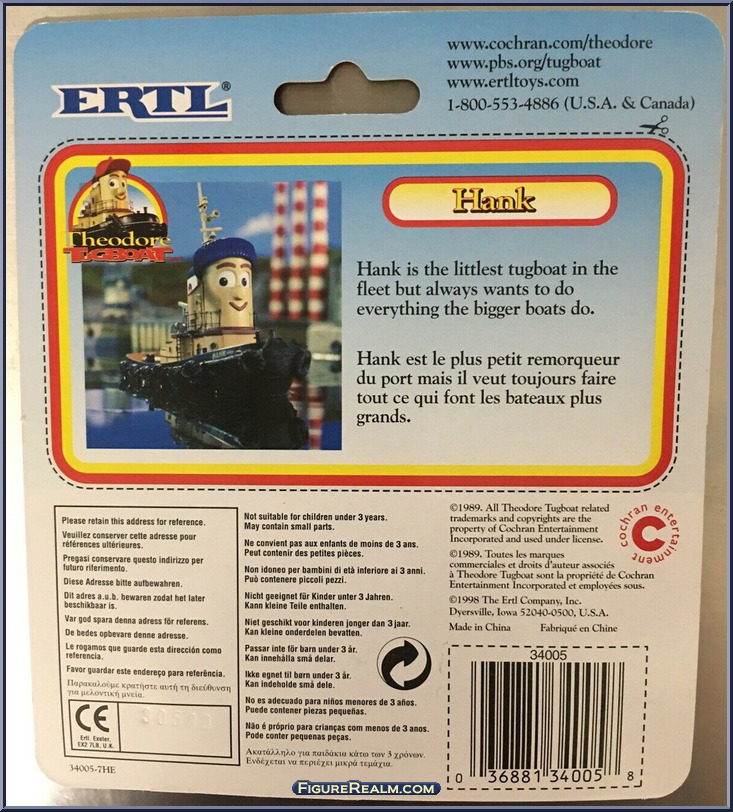 www.cochran.com/theodore
www.pbs.org/tugboat
www.ertltoys.com
1-800-553-4886 (U.S.A. & Canada)
ERTL®
Theodore
TUGBOAT
Hank
Hank is the littlest tugboat in the
fleet but always wants to do
everything the bigger boats do.
Hank est le plus petit remorqueur
du port mais il veut toujours faire
tout ce qui font les bateaux plus
grands.
Please retain this address for reference.
Veuillez conserver cette adresse pour
références ultérieures.
Pregasi conservare questo indirizzo per
futuro riferimento.
Diese Adresse bitte aufbewahren.
Dit adres a.u.b. bewaren zodat het later
beschikbaar is.
Var god spara denna adress för referens.
De bedes opbevare denne adresse.
Le rogamos que guarde esta dirección como
referencia.
Favor guardar este endereço para referência.
Παρακαλούμε κρατήστε αυτή τη διεύθυνση
για μελοντική μνεία.
CE
Ertl. Exeter,
EX2 7LB, U.K.
34005-7HE
Not suitable for children under 3 years.
May contain small parts.
Ne convient pas aux enfants de moins de 3 ans.
Peut contenir des petites pièces.
Non idoneo per bambini di età inferiore ai 3 anni.
Può contenere piccoli pezzi.
Nicht geeignet für Kinder unter 3 Jahren.
Kann kleine Teile enthalten.
Niet geschikt voor kinderen jonger dan 3 jaar.
Kan kleine onderdelen bevatten.
Passar inte för barn under 3 år.
Kan innehålla små delar.
Ikke egnet til børn under 3 år.
Kan indeholde små dele.
No es adecuado para niños menores de 3 años.
Puede contener piezas pequeñas.
Não é próprio para crianças com menos de 3 anos.
Pode conter pequenas peças.
Ακατάλληλο για παιδάκια κάτω των 3 χρόνων.
Ενδέχεται να περιέχει μικρά τεμάχια.
©1989. All Theodore Tugboat related
trademarks and copyrights are the
property of Cochran Entertainment
Incorporated and used under license.
©1989. Toutes les marques
commerciales et droits d'auteur associés
à Theodore Tugboat sont la propriété de Cochran
Entertainment Incorporated et employées sous.
©1998 The Ertl Company, Inc.
Dyersville, Iowa 52040-0500, U.S.A.
Made in China Fabriqué en Chine
cochran entertainment
C
34005
0 36881 34005 8
FIGUREREALM.COM